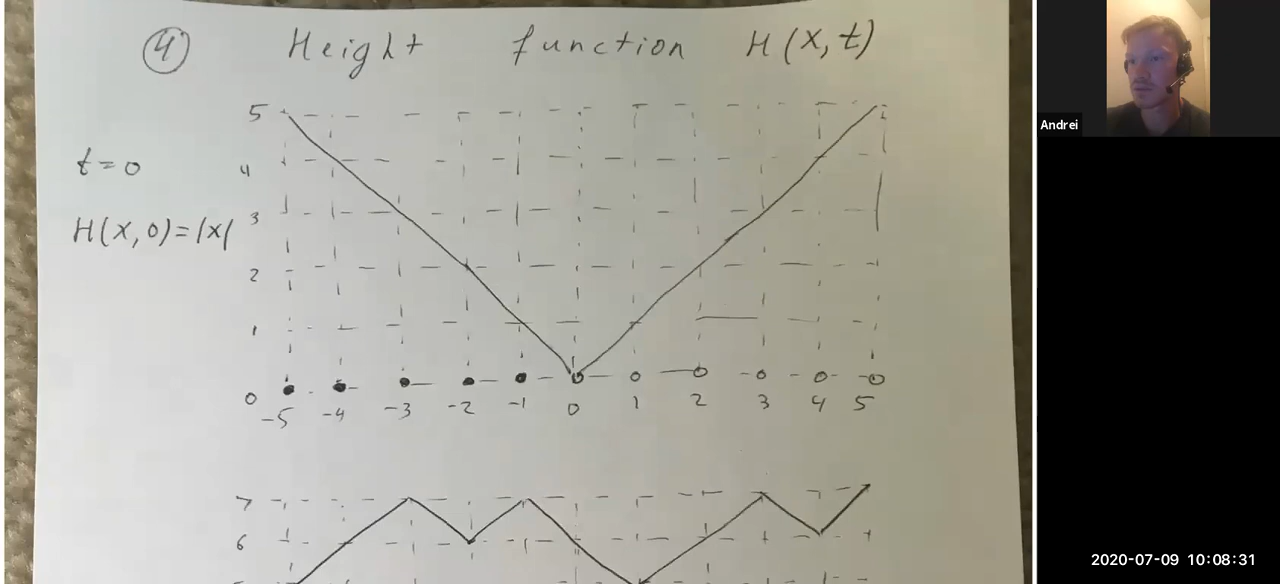 ④ Height function H(x,t)
5
t=0
4
H(x,0)=|x|
3
2
1
0
-5 -4 -3 -2 -1 0 1 2 3 4 5
7
6
Andrei
2020-07-09 10:08:31